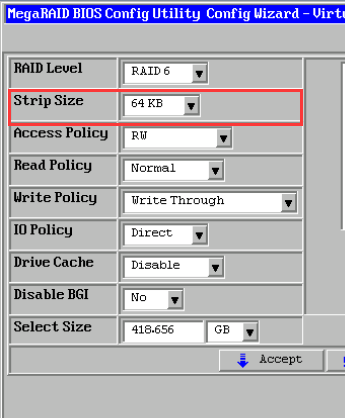 MegaRAID BIOS Config Utility Config Wizard - Virtu
RAID Level RAID 6
Strip Size 64 KB
Access Policy RW
Read Policy Normal
Write Policy Write Through
IO Policy Direct
Drive Cache Disable
Disable BGI No
Select Size 418.656 GB
Accept